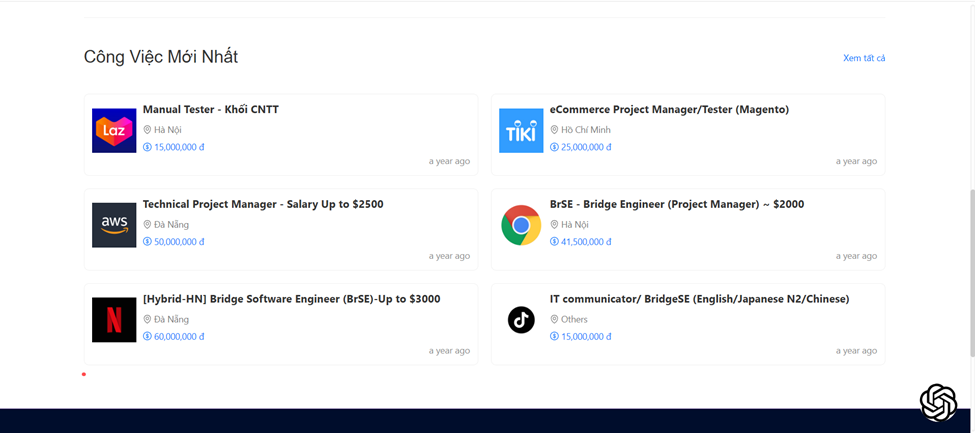 Công Việc Mới Nhất
Xem tất cả
Laz
Manual Tester - Khối CNTT
Hà Nội
15,000,000 đ
a year ago
TIKI
eCommerce Project Manager/Tester (Magento)
Hồ Chí Minh
25,000,000 đ
a year ago
aws
Technical Project Manager - Salary Up to $2500
Đà Nẵng
50,000,000 đ
a year ago
BrSE - Bridge Engineer (Project Manager) ~ $2000
Hà Nội
41,500,000 đ
a year ago
N
[Hybrid-HN] Bridge Software Engineer (BrSE)-Up to $3000
Đà Nẵng
60,000,000 đ
a year ago
IT communicator/ BridgeSE (English/Japanese N2/Chinese)
Others
15,000,000 đ
a year ago